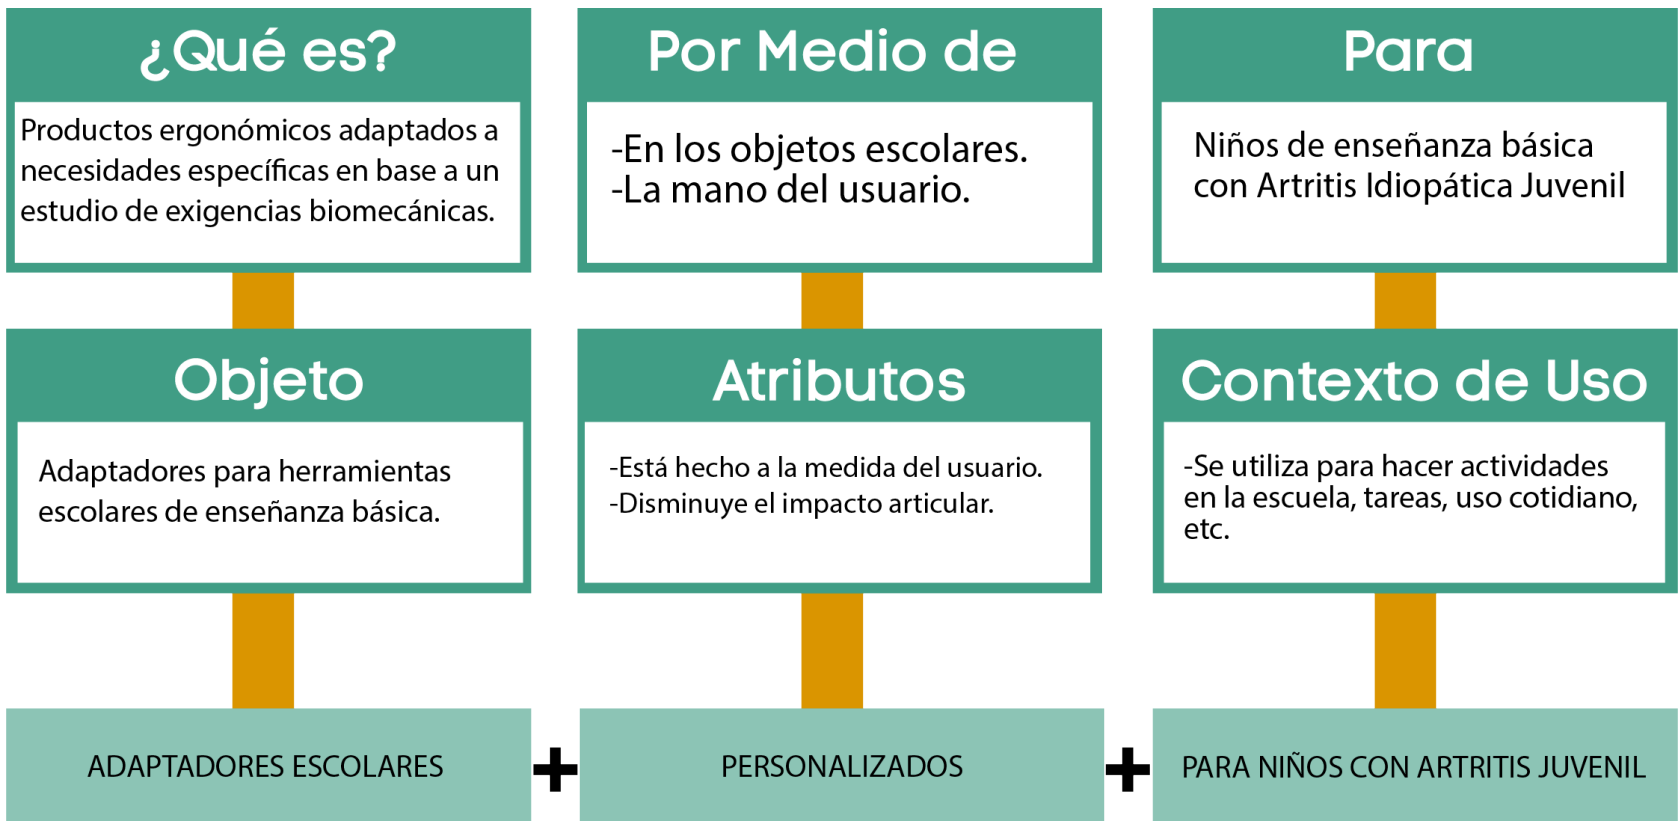 ¿Qué es?
Productos ergonómicos adaptados a
necesidades específicas en base a un
estudio de exigencias biomecánicas.
Por Medio de
-En los objetos escolares.
-La mano del usuario.
Para
Niños de enseñanza básica
con Artritis Idiopática Juvenil
Objeto
Adaptadores para herramientas
escolares de enseñanza básica.
Atributos
-Está hecho a la medida del usuario.
-Disminuye el impacto articular.
Contexto de Uso
-Se utiliza para hacer actividades
en la escuela, tareas, uso cotidiano,
etc.
ADAPTADORES ESCOLARES
+
PERSONALIZADOS
+
PARA NIÑOS CON ARTRITIS JUVENIL